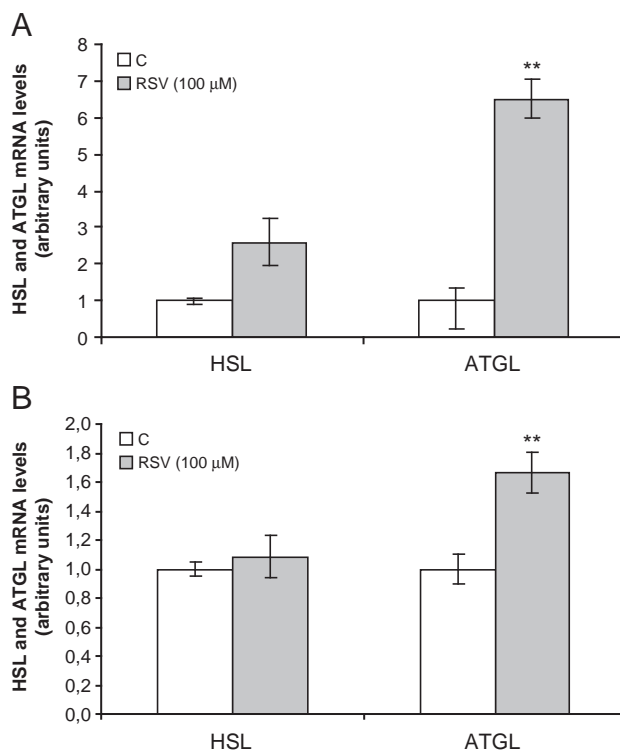 A
HSL and ATGL mRNA levels
(arbitrary units)
8
7
6
5
4
3
2
1
0
C
RSV (100 µM)
**
HSL
ATGL
B
HSL and ATGL mRNA levels
(arbitrary units)
2,0
1,8
1,6
1,4
1,2
1,0
0,8
0,6
0,4
0,2
0,0
C
RSV (100 µM)
**
HSL
ATGL